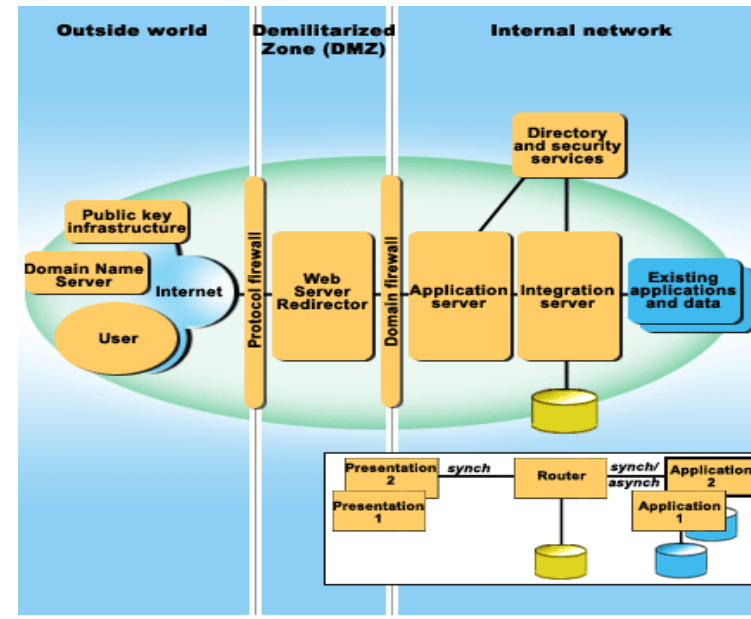 Outside world
Demilitarized
Zone (DMZ)
Internal network
Directory
and security
services
Public key
infrastructure
Domain Name
Server
Internet
User
Protocol firewall
Web
Server
Redirector
Domain firewall
Application
server
Integration
server
Existing
applications
and data
Presentation
2
Presentation
1
synch
Router
synch/
asynch
Application
2
Application
1